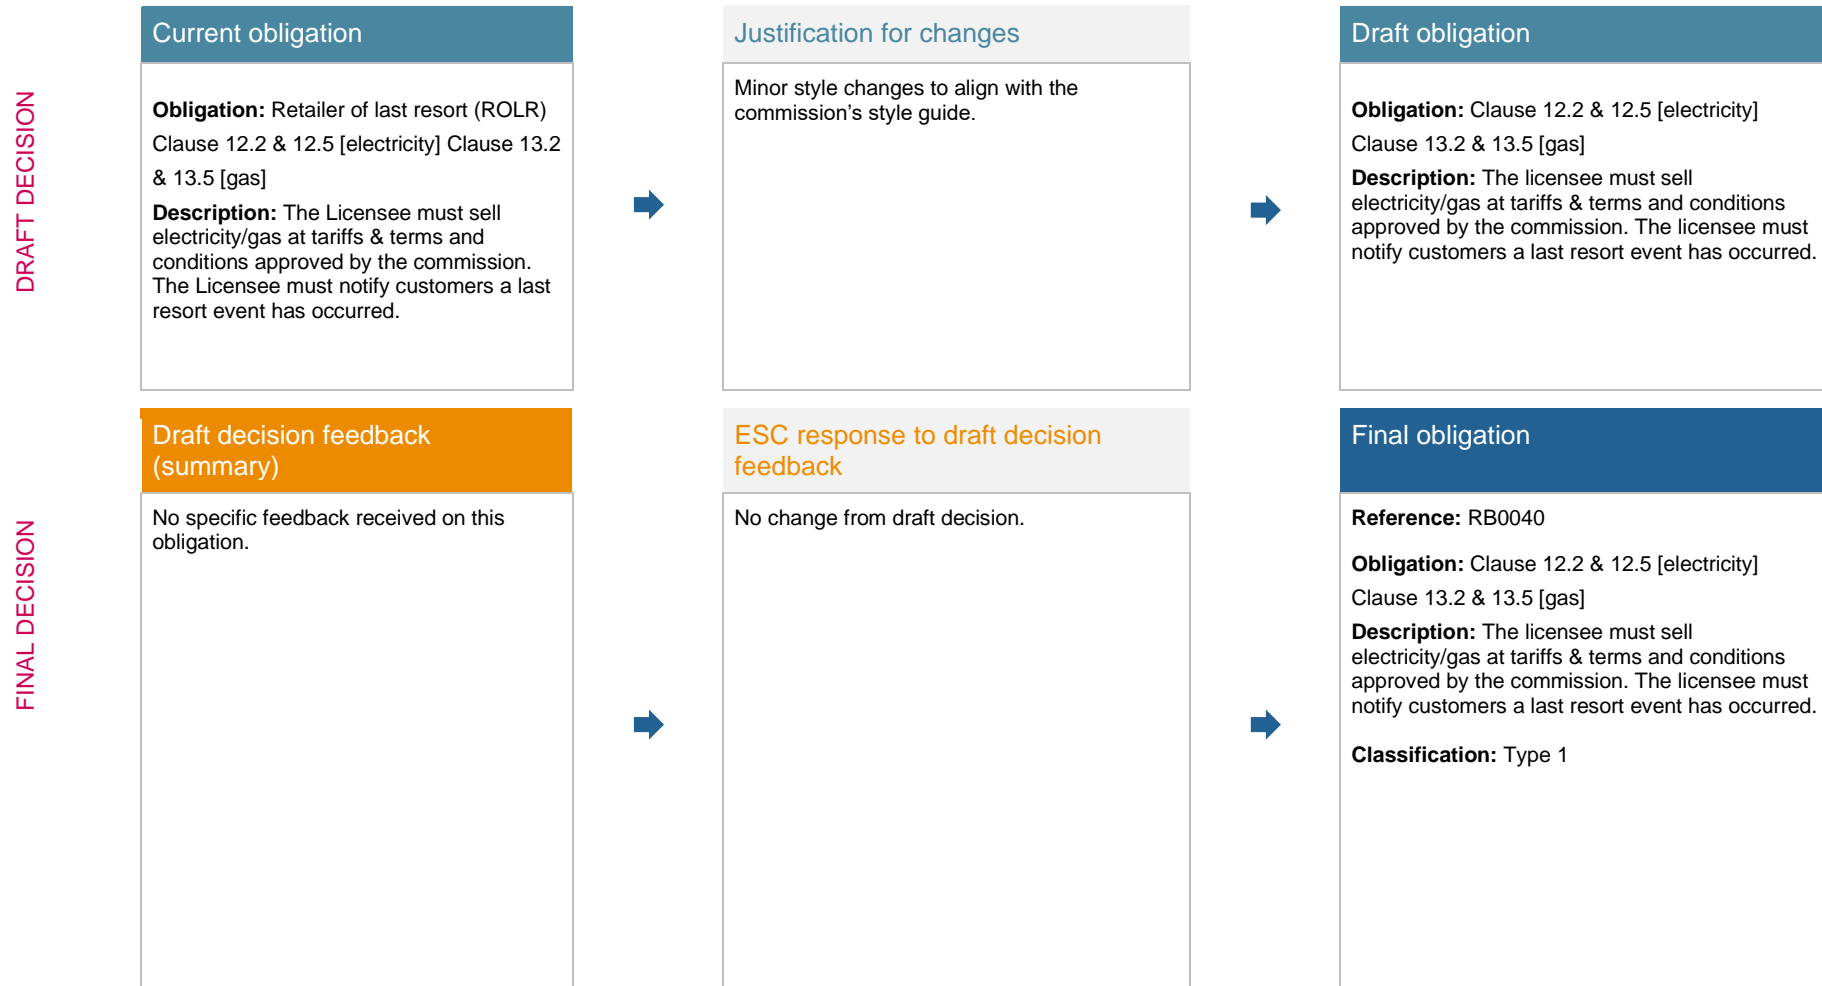 DRAFT DECISION
Current obligation
Obligation: Retailer of last resort (ROLR)
Clause 12.2 & 12.5 [electricity] Clause 13.2
& 13.5 [gas]
Description: The Licensee must sell
electricity/gas at tariffs & terms and
conditions approved by the commission.
The Licensee must notify customers a last
resort event has occurred.
Justification for changes
Minor style changes to align with the
commission’s style guide.
Draft obligation
Obligation: Clause 12.2 & 12.5 [electricity]
Clause 13.2 & 13.5 [gas]
Description: The licensee must sell
electricity/gas at tariffs & terms and conditions
approved by the commission. The licensee must
notify customers a last resort event has occurred.
FINAL DECISION
Draft decision feedback
(summary)
No specific feedback received on this
obligation.
ESC response to draft decision
feedback
No change from draft decision.
Final obligation
Reference: RB0040
Obligation: Clause 12.2 & 12.5 [electricity]
Clause 13.2 & 13.5 [gas]
Description: The licensee must sell
electricity/gas at tariffs & terms and conditions
approved by the commission. The licensee must
notify customers a last resort event has occurred.
Classification: Type 1